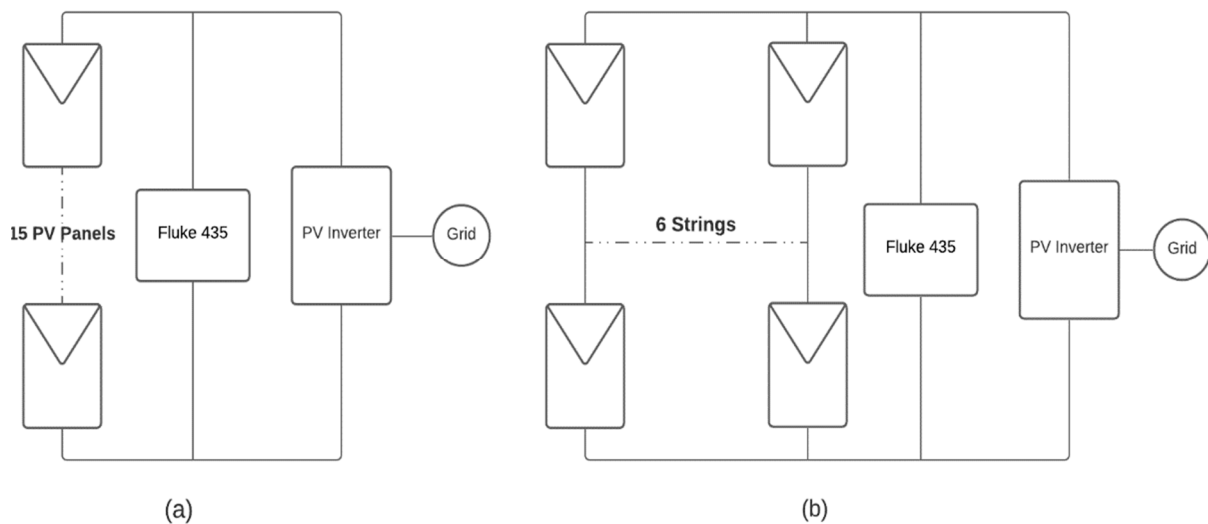 15 PV Panels
Fluke 435
PV Inverter
Grid
6 Strings
Fluke 435
PV Inverter
Grid
(a)
(b)